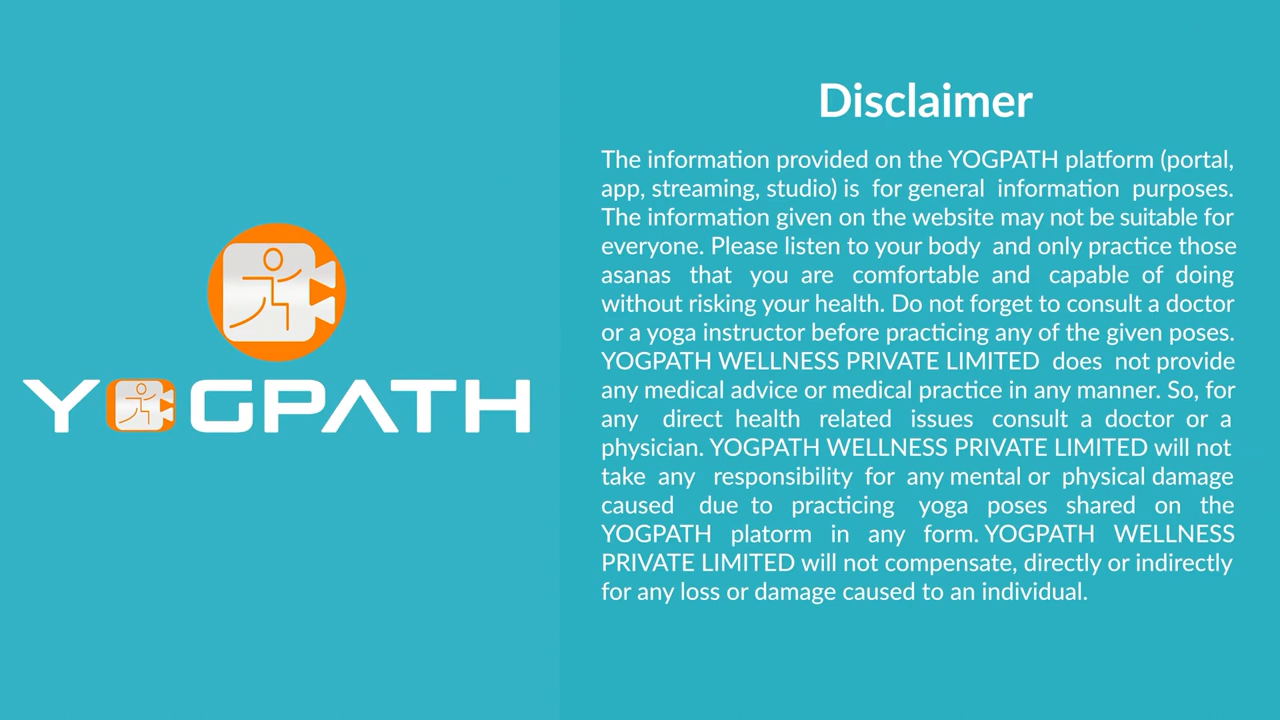 YOGPATH
Disclaimer
The information provided on the YOGPATH platform (portal,
app, streaming, studio) is for general information purposes.
The information given on the website may not be suitable for
everyone. Please listen to your body and only practice those
asanas that you are comfortable and capable of doing
without risking your health. Do not forget to consult a doctor
or a yoga instructor before practicing any of the given poses.
YOGPATH WELLNESS PRIVATE LIMITED does not provide
any medical advice or medical practice in any manner. So, for
any direct health related issues consult a doctor or a
physician. YOGPATH WELLNESS PRIVATE LIMITED will not
take any responsibility for any mental or physical damage
caused due to practicing yoga poses shared on the
YOGPATH platorm in any form. YOGPATH WELLNESS
PRIVATE LIMITED will not compensate, directly or indirectly
for any loss or damage caused to an individual.